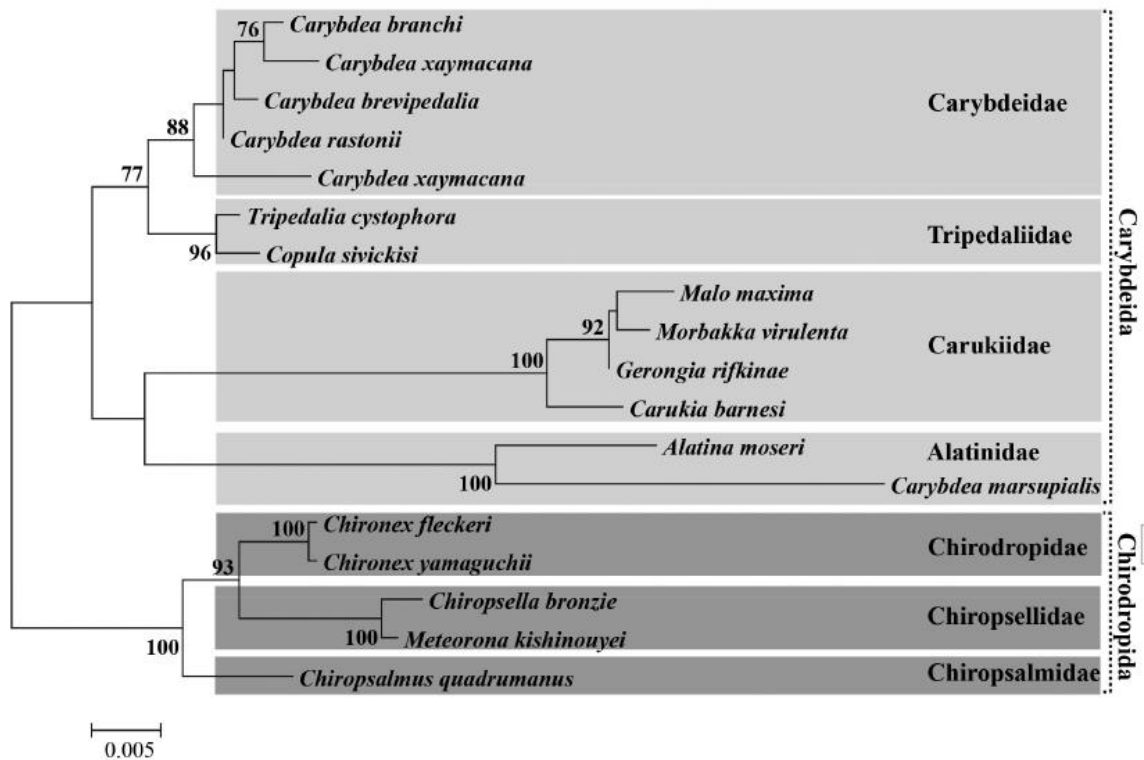 76
Carybdea branchi
Carybdea xaymacana
Carybdea brevipedalia
Carybdeidae
88
Carybdea rastonii
77
Carybdea xaymacana
Tripedalia cystophora
Tripedaliidae
96
Copula sivickisi
Carybdeida
Malo maxima
92
Morbakka virulenta
Carukiidae
100
Gerongia rifkinae
Carukia barnesi
Alatina moseri
Alatinidae
100
Carybdea marsupialis
100
Chironex fleckeri
Chirodropidae
93
Chironex yamaguchii
Chirodropida
Chiropsella bronzie
Chiropsellidae
100
Meteorona kishinouyei
100
Chiropsalmus quadrumanus
Chiropsalmidae
0.005